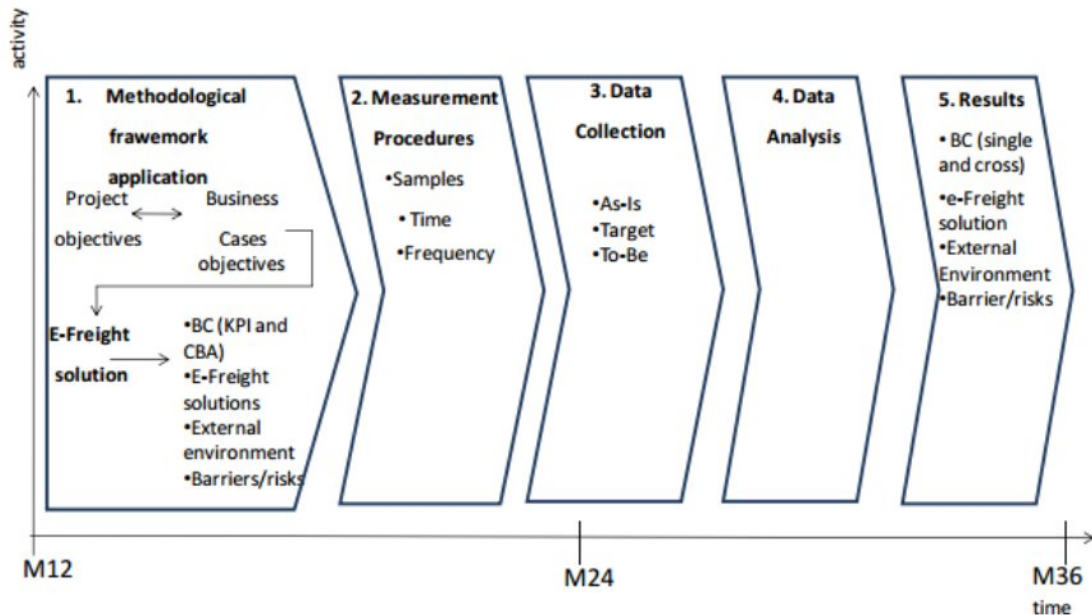 activity
1. Methodological
frawemork
application
Project
objectives
Business
Cases
objectives
E-Freight
solution
•BC (KPI and
CBA)
•E-Freight
solutions
•External
environment
•Barriers/risks
2. Measurement
Procedures
•Samples
•Time
•Frequency
3. Data
Collection
•As-Is
•Target
•To-Be
4. Data
Analysis
5. Results
• BC (single
and cross)
•e-Freight
solution
•External
Environment
•Barrier/risks
M12
M24
M36
time